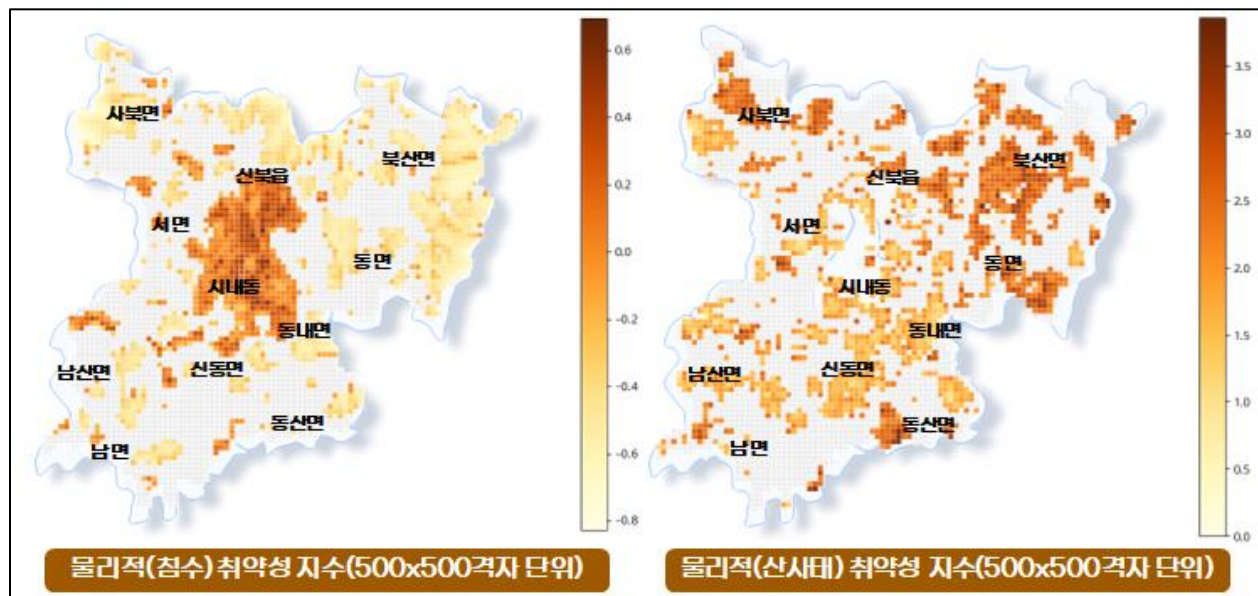 사북면
북산면
신북읍
서면
동면
시내동
동내면
남산면
신동면
동산면
남면
0.6
0.4
0.2
0.0
-0.2
-0.4
-0.6
-0.8
물리적(침수) 취약성 지수(500x500격자 단위)
사북면
북산면
신북읍
서면
동면
시내동
동내면
남산면
신동면
동산면
남면
3.5
3.0
2.5
2.0
1.5
1.0
0.5
0.0
물리적(산사태) 취약성 지수(500x500격자 단위)